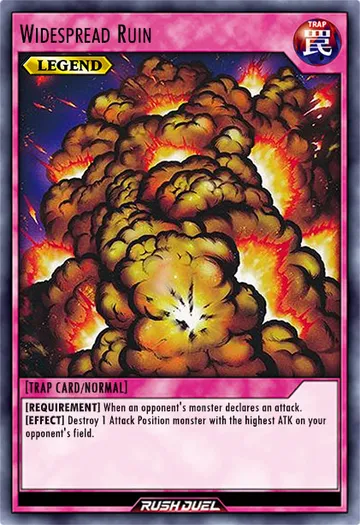 Widespread Ruin
TRAP
罠
LEGEND
[TRAP CARD/NORMAL]
[REQUIREMENT] When an opponent's monster declares an attack.
[EFFECT] Destroy 1 Attack Position monster with the highest ATK on your
opponent's field.
RUSH DUEL